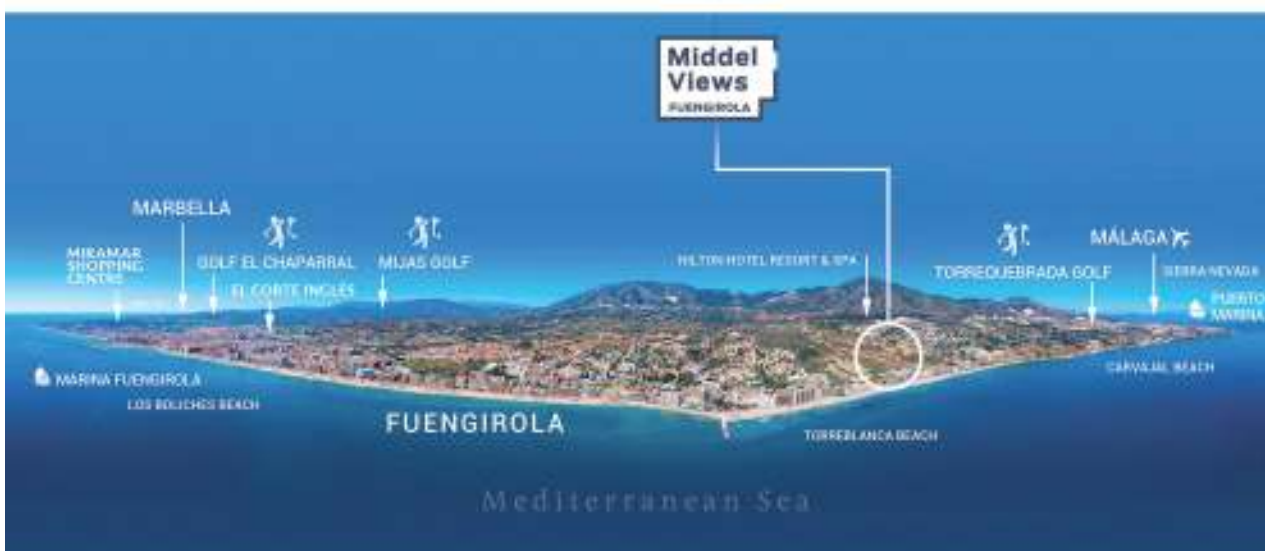 Middel
Views
FUENGIROLA
MARBELLA
MIRAMAR
SHOPPING
CENTRE
GOLF EL CHAPARRAL
MIJAS GOLF
EL CORTE INGLÉS
HILTON HOTEL RESORT & SPA
TORREQUEBRADA GOLF
MÁLAGA
SIERRA NEVADA
PUERTO
MARINA
MARINA FUENGIROLA
LOS BOLICHES BEACH
FUENGIROLA
TORREBLANCA BEACH
CARVAJAL BEACH
Mediterranean Sea